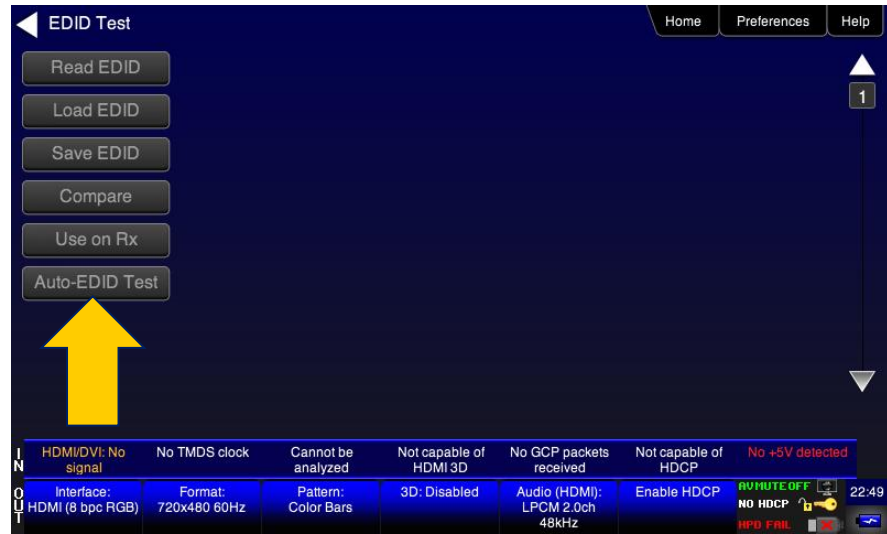 EDID Test
Home
Preferences
Help
Read EDID
Load EDID
Save EDID
Compare
Use on Rx
Auto-EDID Test
1
IN
HDMI/DVI: No
signal
No TMDS clock
Cannot be
analyzed
Not capable of
HDMI 3D
No GCP packets
received
Not capable of
HDCP
No +5V detected
OUT
Interface:
HDMI (8 bpc RGB)
Format:
720x480 60Hz
Pattern:
Color Bars
3D: Disabled
Audio (HDMI):
LPCM 2.0ch
48kHz
Enable HDCP
AVMUTE OFF
NO HDCP
HPD FAIL
22:49